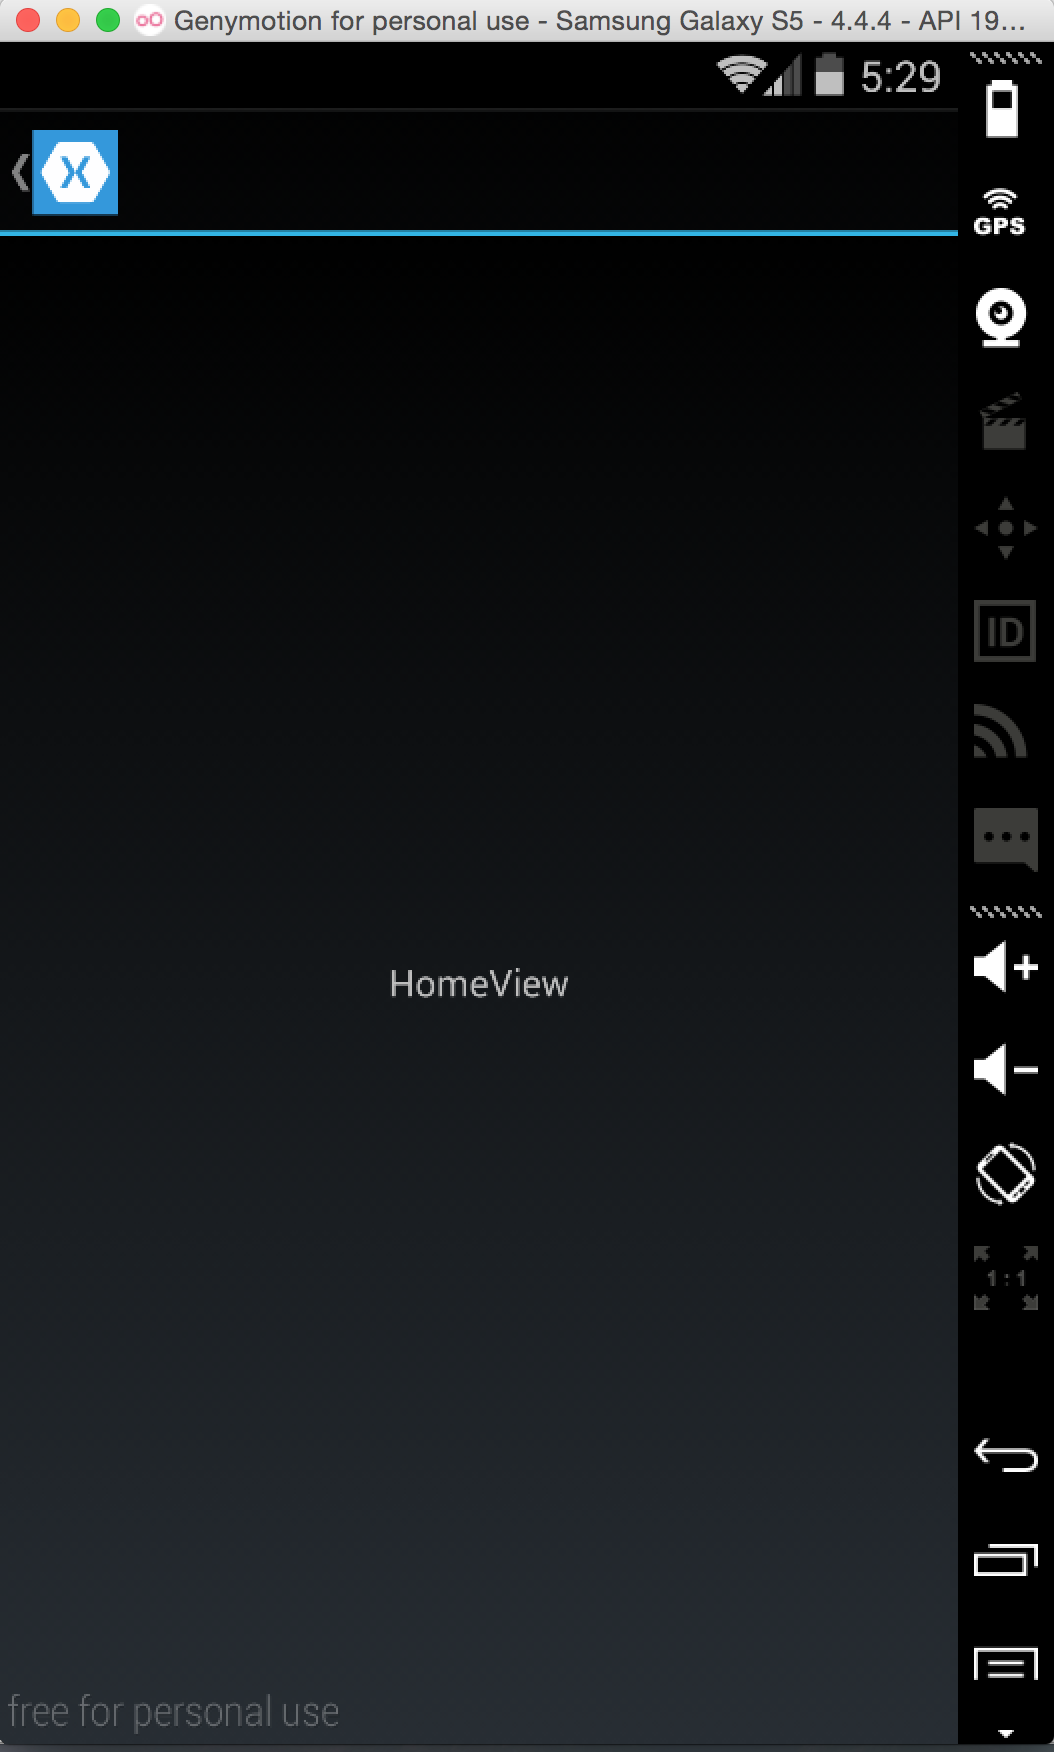 Genymotion for personal use - Samsung Galaxy S5 - 4.4.4 - API 19...
5:29
GPS
ID
HomeView
1 : 1
free for personal use